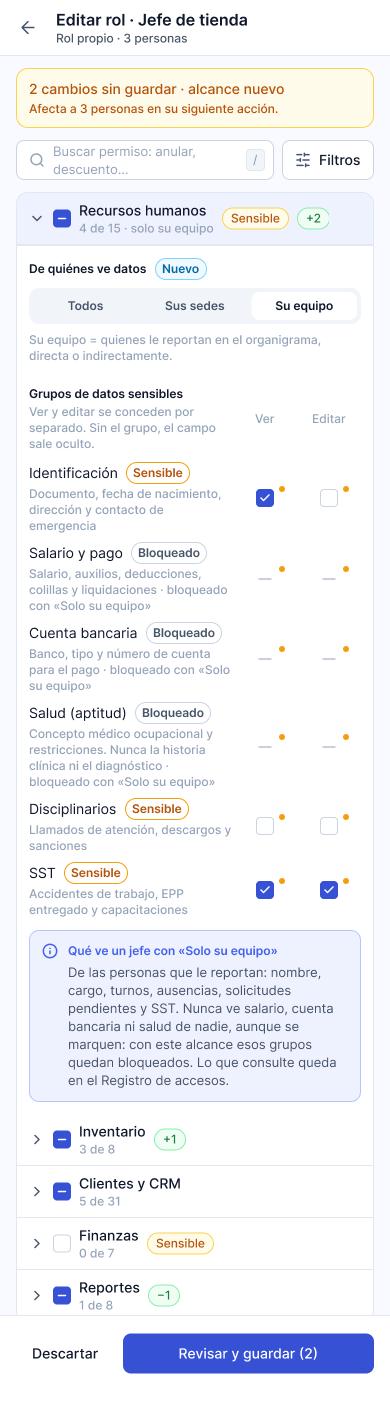 Editar rol · Jefe de tienda
Rol propio · 3 personas
2 cambios sin guardar · alcance nuevo
Afecta a 3 personas en su siguiente acción.
Buscar permiso: anular,
descuento...
/
Filtros
Recursos humanos
4 de 15 · solo su equipo
Sensible
+2
De quiénes ve datos
Nuevo
Todos
Sus sedes
Su equipo
Su equipo = quienes le reportan en el organigrama,
directa o indirectamente.
Grupos de datos sensibles
Ver y editar se conceden por
separado. Sin el grupo, el campo
sale oculto.
Ver
Editar
Identificación
Sensible
Documento, fecha de nacimiento,
dirección y contacto de
emergencia
Salario y pago
Bloqueado
Salario, auxilios, deducciones,
colillas y liquidaciones · bloqueado
con «Solo su equipo»
Cuenta bancaria
Bloqueado
Banco, tipo y número de cuenta
para el pago · bloqueado con «Solo
su equipo»
Salud (aptitud)
Bloqueado
Concepto médico ocupacional y
restricciones. Nunca la historia
clínica ni el diagnóstico ·
bloqueado con «Solo su equipo»
Disciplinarios
Sensible
Llamados de atención, descargos y
sanciones
SST
Sensible
Accidentes de trabajo, EPP
entregado y capacitaciones
Qué ve un jefe con «Solo su equipo»
De las personas que le reportan: nombre,
cargo, turnos, ausencias, solicitudes
pendientes y SST. Nunca ve salario, cuenta
bancaria ni salud de nadie, aunque se
marquen: con este alcance esos grupos
quedan bloqueados. Lo que consulte queda
en el Registro de accesos.
Inventario
+1
3 de 8
Clientes y CRM
5 de 31
Finanzas
Sensible
0 de 7
Reportes
−1
1 de 8
Descartar
Revisar y guardar (2)